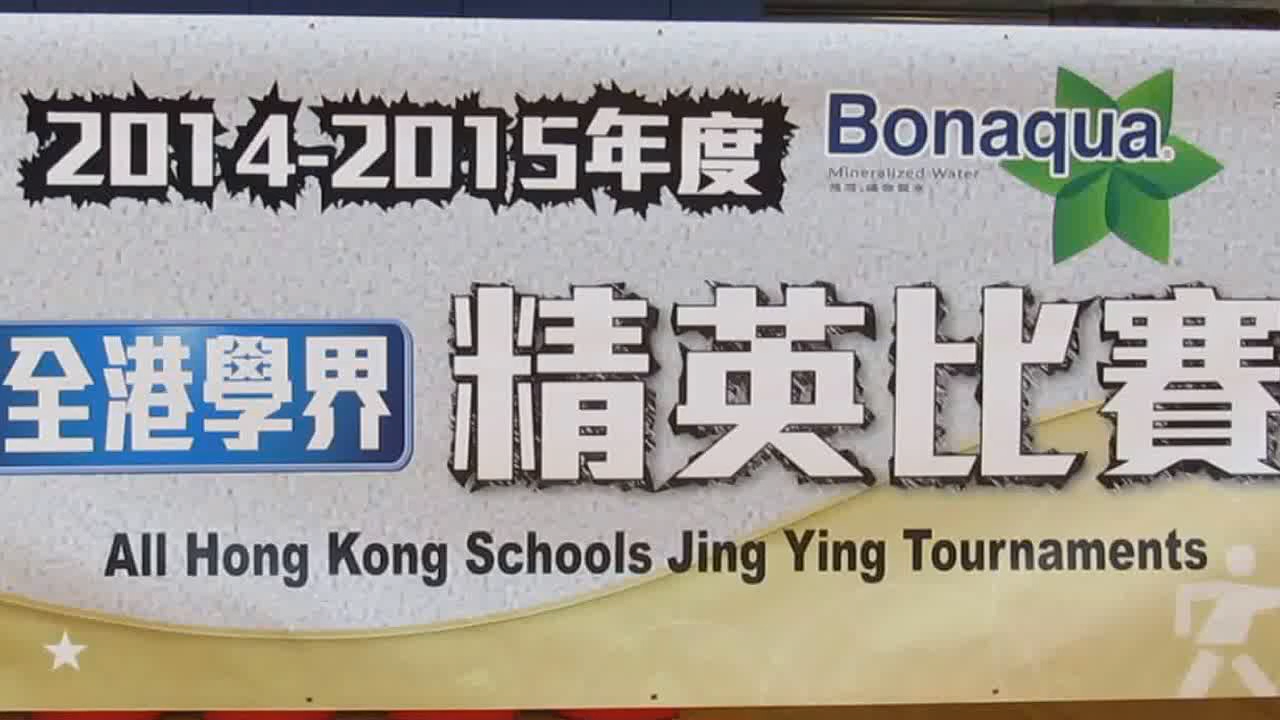 2014-2015年度
Bonaqua
Mineralized Water
全港學界
精英比賽
All Hong Kong Schools Jing Ying Tournaments